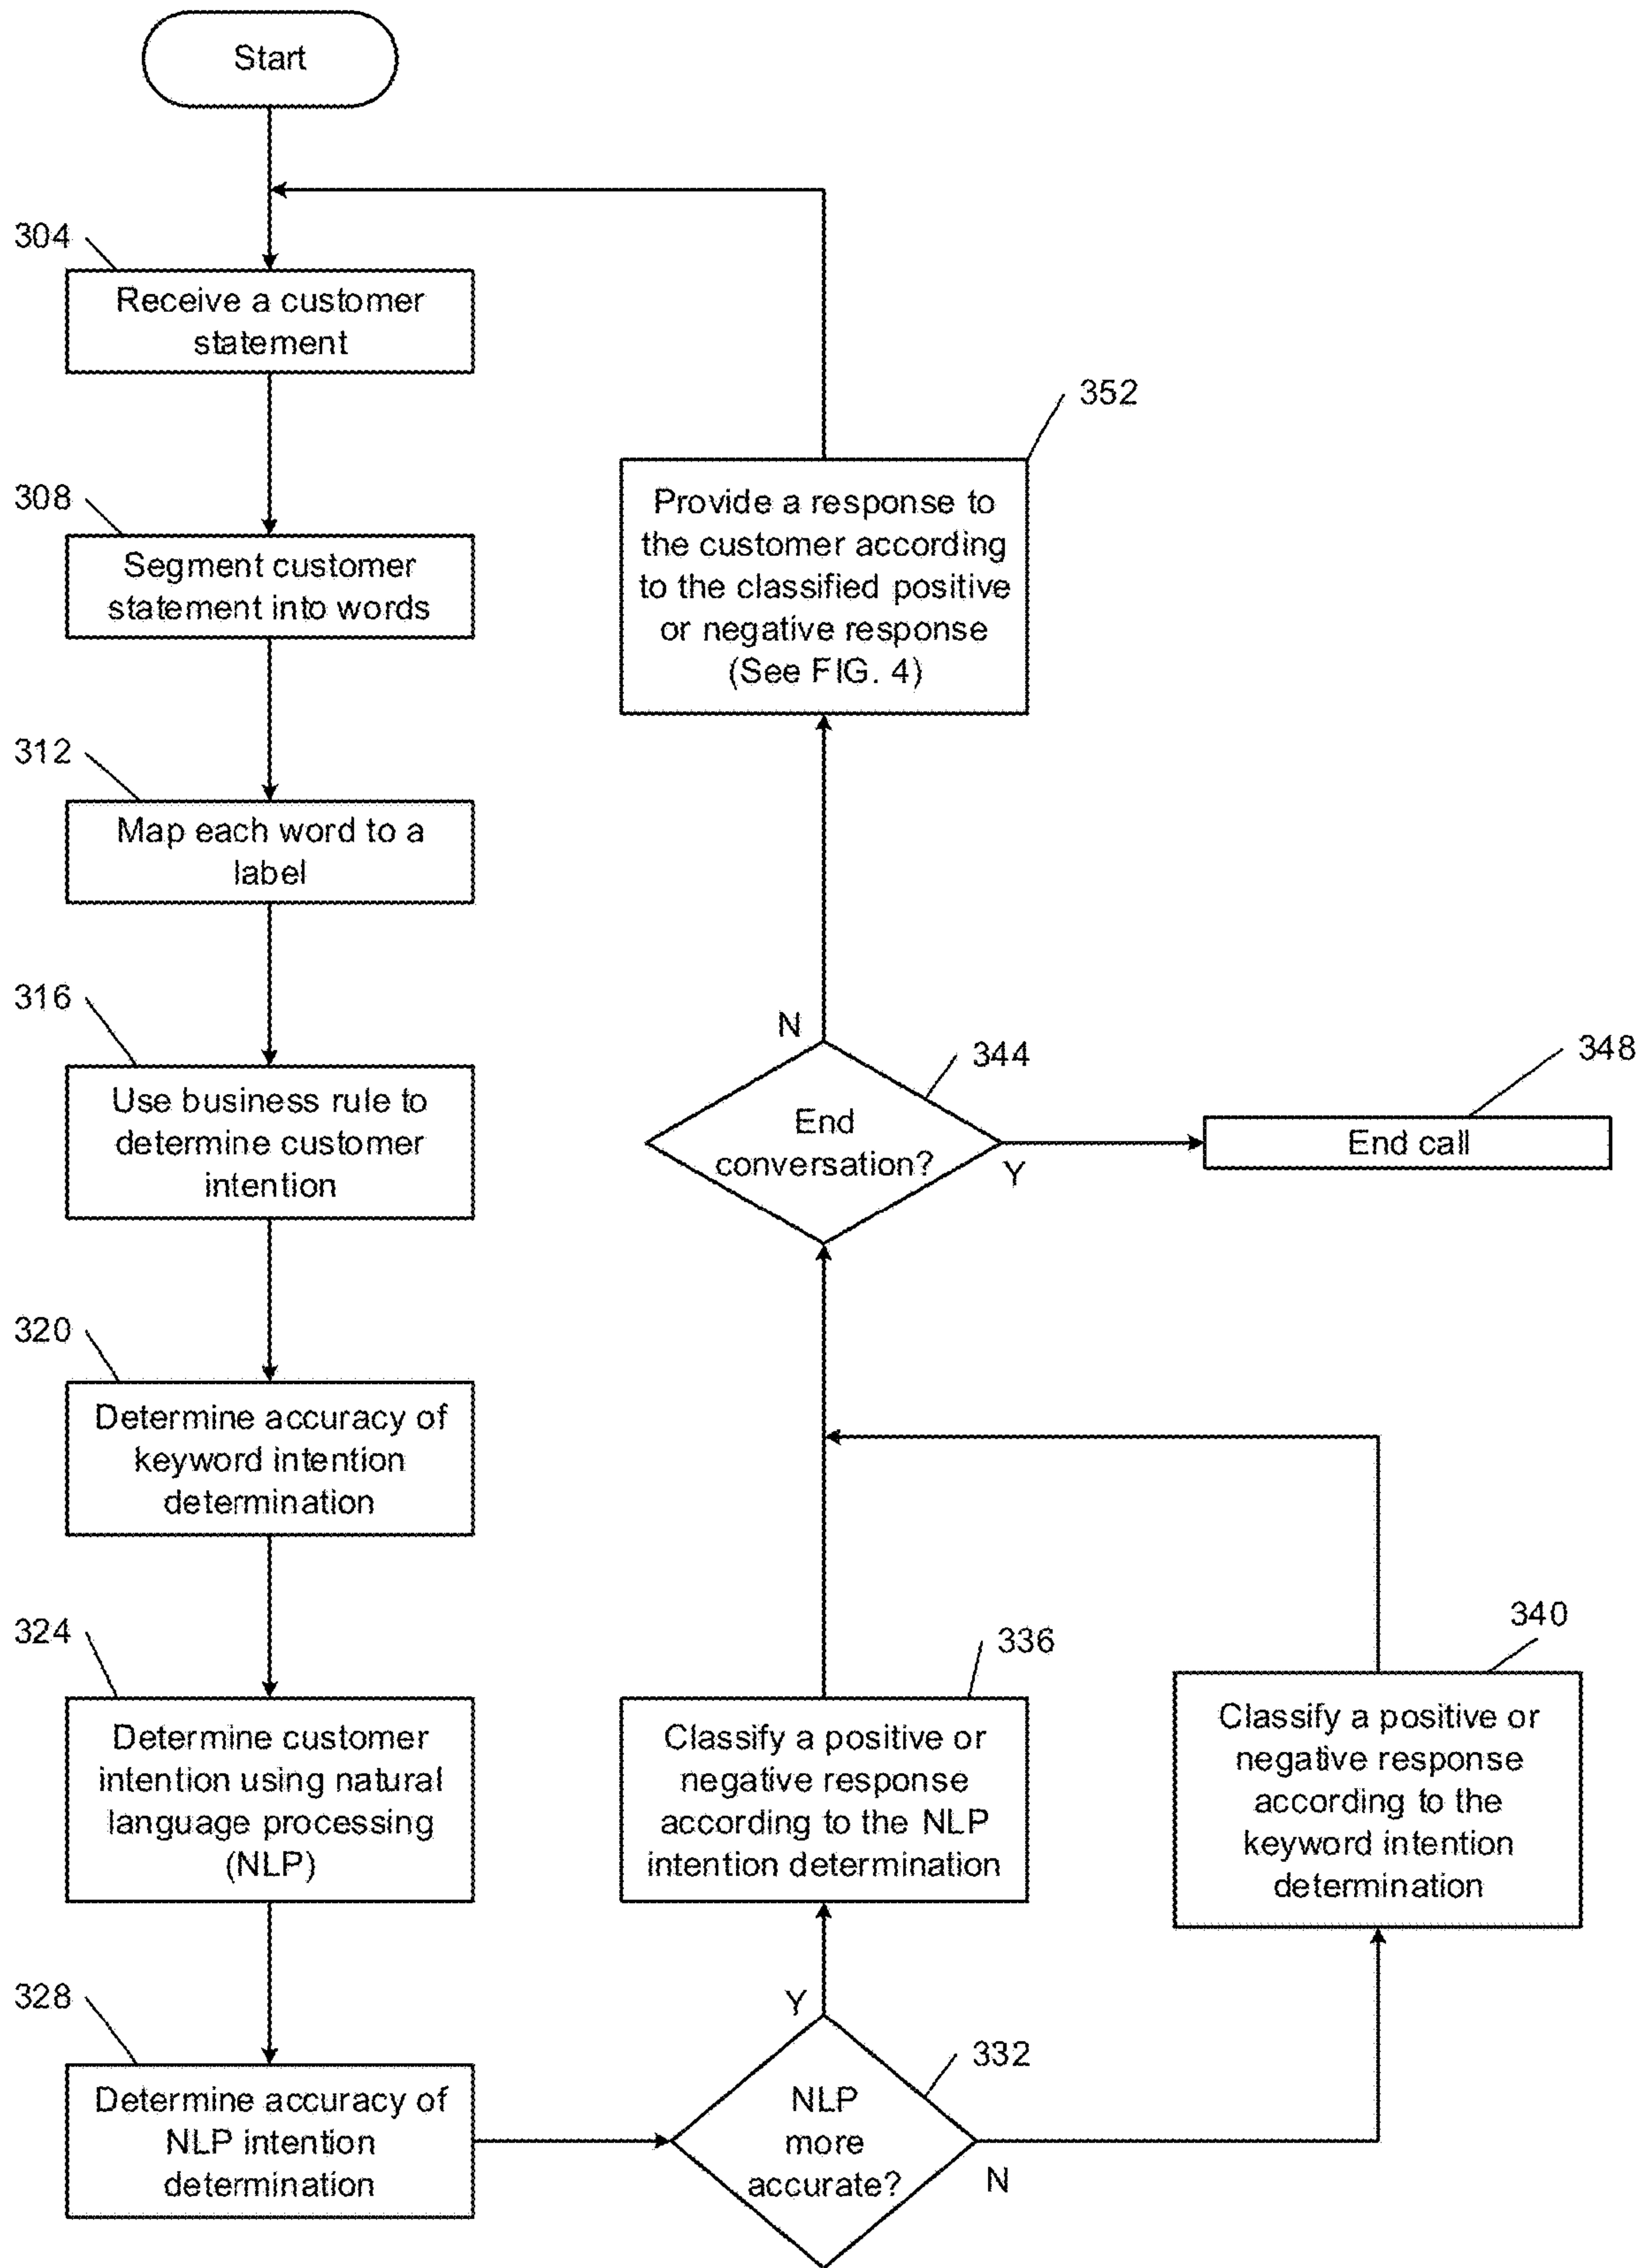 Start
304
Receive a customer
statement
308
Segment customer
statement into words
312
Map each word to a
label
316
Use business rule to
determine customer
intention
320
Determine accuracy of
keyword intention
determination
324
Determine customer
intention using natural
language processing
(NLP)
328
Determine accuracy of
NLP intention
determination
332
NLP
more
accurate?
Y
N
336
Classify a positive or
negative response
according to the NLP
intention determination
340
Classify a positive or
negative response
according to the
keyword intention
determination
344
End
conversation?
N
Y
348
End call
352
Provide a response to
the customer according
to the classified positive
or negative response
(See FIG. 4)